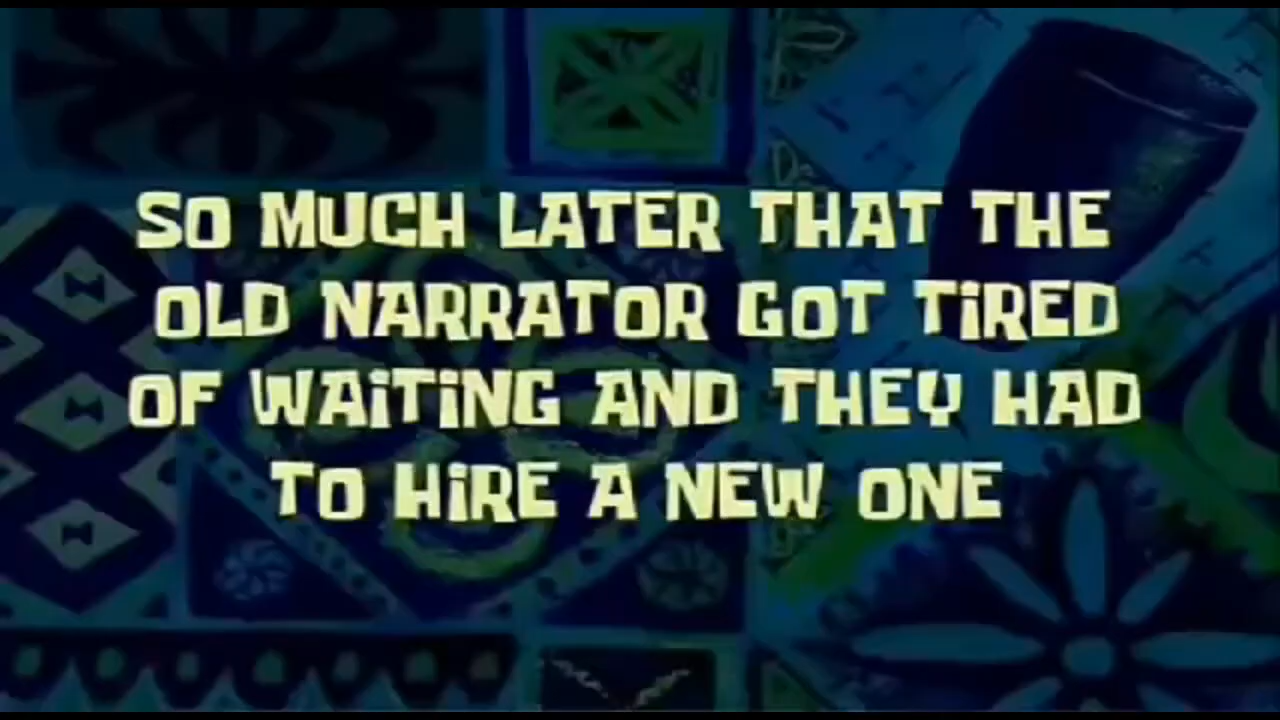 SO MUCH LATER THAT THE
OLD NARRATOR GOT TiRED
OF WAiTiNG AND THEY HAD
TO HiRE A NEW ONE